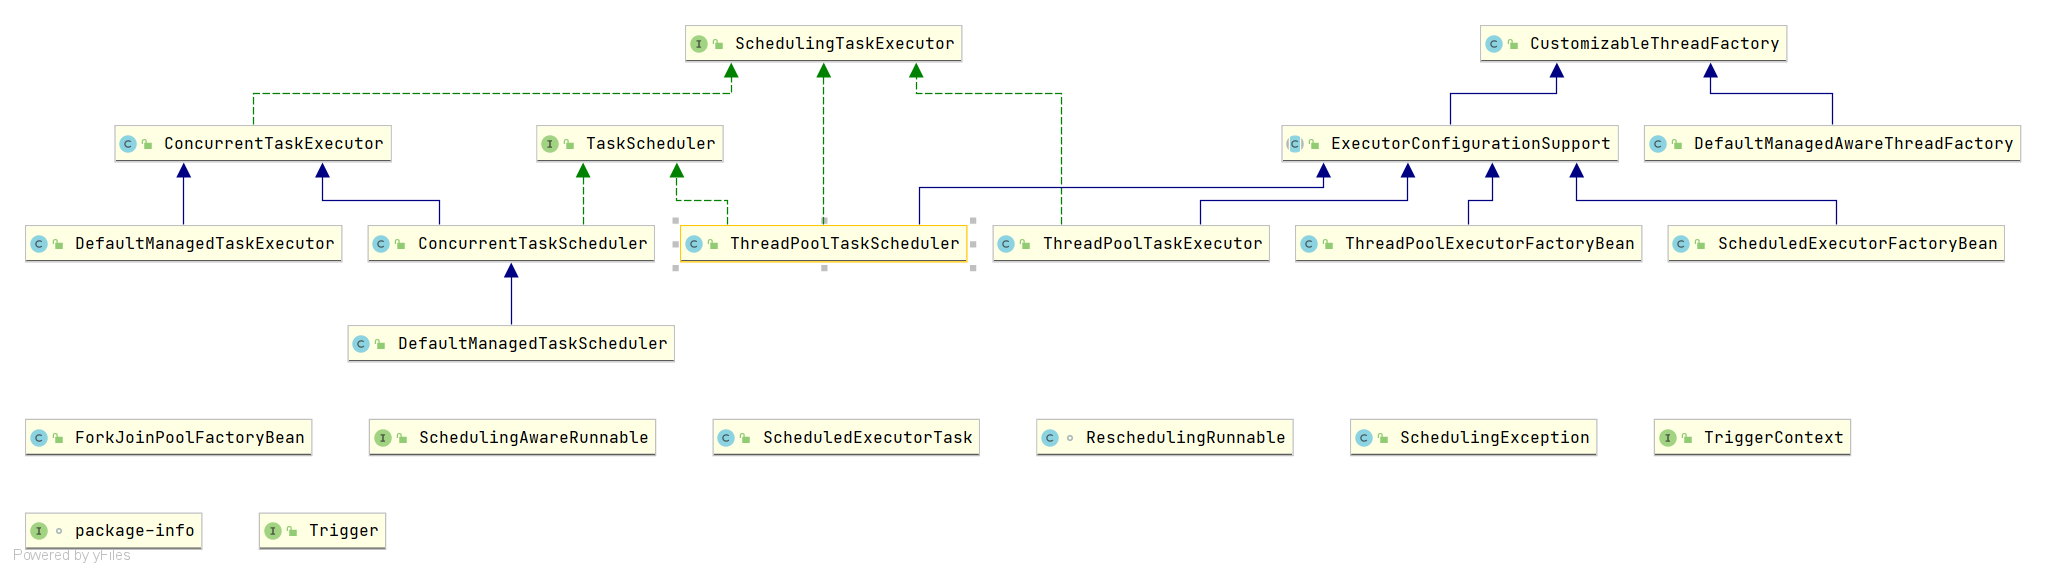 SchedulingTaskExecutor
CustomizableThreadFactory
ConcurrentTaskExecutor
TaskScheduler
ExecutorConfigurationSupport
DefaultManagedAwareThreadFactory
DefaultManagedTaskExecutor
ConcurrentTaskScheduler
ThreadPoolTaskScheduler
ThreadPoolTaskExecutor
ThreadPoolExecutorFactoryBean
ScheduledExecutorFactoryBean
DefaultManagedTaskScheduler
ForkJoinPoolFactoryBean
SchedulingAwareRunnable
ScheduledExecutorTask
ReschedulingRunnable
SchedulingException
TriggerContext
package-info
Trigger
Powered by yFiles